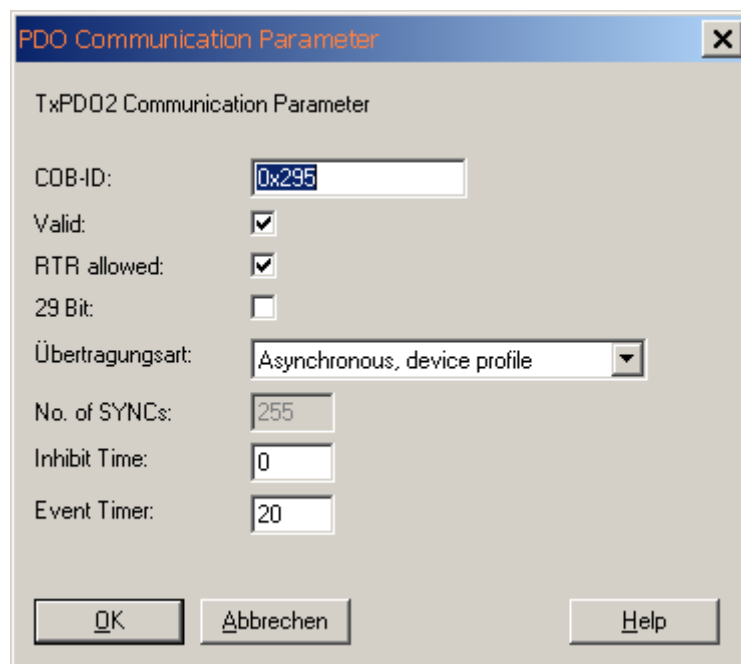 PDO Communication Parameter
TxPDO2 Communication Parameter
COB-ID: 0x295
Valid:
RTR allowed:
29 Bit:
Übertragungsart: Asynchronous, device profile
No. of SYNCs: 255
Inhibit Time: 0
Event Timer: 20
OK Abbrechen Help